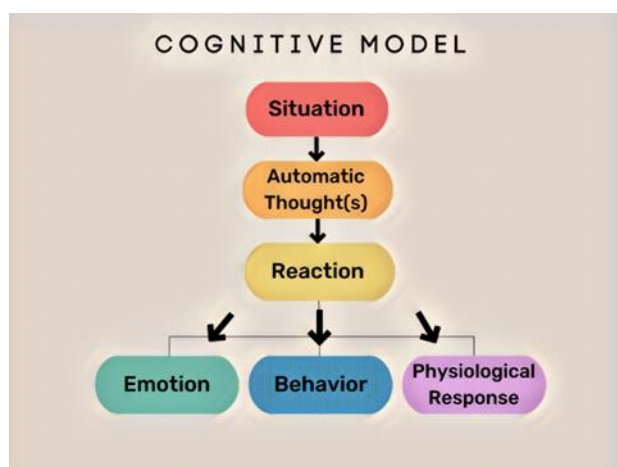 COGNITIVE MODEL
Situation
Automatic
Thought(s)
Reaction
Emotion
Behavior
Physiological
Response